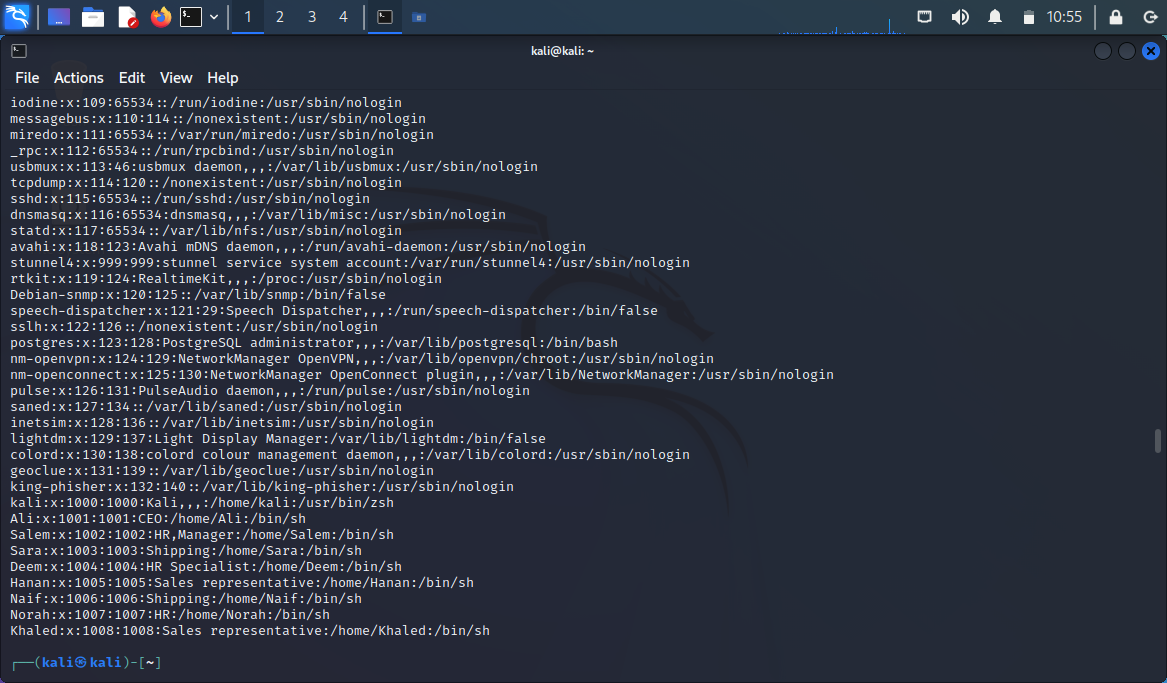 1 2 3 4 10:55
kali@kali: ~
File Actions Edit View Help
iodine:x:109:65534::/run/iodine:/usr/sbin/nologin
messagebus:x:110:114::/nonexistent:/usr/sbin/nologin
miredo:x:111:65534::/var/run/miredo:/usr/sbin/nologin
_rpc:x:112:65534::/run/rpcbind:/usr/sbin/nologin
usbmux:x:113:46:usbmux daemon,,,:/var/lib/usbmux:/usr/sbin/nologin
tcpdump:x:114:120::/nonexistent:/usr/sbin/nologin
sshd:x:115:65534::/run/sshd:/usr/sbin/nologin
dnsmasq:x:116:65534:dnsmasq,,,:/var/lib/misc:/usr/sbin/nologin
statd:x:117:65534::/var/lib/nfs:/usr/sbin/nologin
avahi:x:118:123:Avahi mDNS daemon,,,:/run/avahi-daemon:/usr/sbin/nologin
stunnel4:x:999:999:stunnel service system account:/var/run/stunnel4:/usr/sbin/nologin
rtkit:x:119:124:RealtimeKit,,,:/proc:/usr/sbin/nologin
Debian-snmp:x:120:125::/var/lib/snmp:/bin/false
speech-dispatcher:x:121:29:Speech Dispatcher,,,:/run/speech-dispatcher:/bin/false
sslh:x:122:126::/nonexistent:/usr/sbin/nologin
postgres:x:123:128:PostgreSQL administrator,,,:/var/lib/postgresql:/bin/bash
nm-openvpn:x:124:129:NetworkManager OpenVPN,,,:/var/lib/openvpn/chroot:/usr/sbin/nologin
nm-openconnect:x:125:130:NetworkManager OpenConnect plugin,,,:/var/lib/NetworkManager:/usr/sbin/nologin
pulse:x:126:131:PulseAudio daemon,,,:/run/pulse:/usr/sbin/nologin
saned:x:127:134::/var/lib/saned:/usr/sbin/nologin
inetsim:x:128:136::/var/lib/inetsim:/usr/sbin/nologin
lightdm:x:129:137:Light Display Manager:/var/lib/lightdm:/bin/false
colord:x:130:138:colord colour management daemon,,,:/var/lib/colord:/usr/sbin/nologin
geoclue:x:131:139::/var/lib/geoclue:/usr/sbin/nologin
king-phisher:x:132:140::/var/lib/king-phisher:/usr/sbin/nologin
kali:x:1000:1000:Kali,,,:/home/kali:/usr/bin/zsh
Ali:x:1001:1001:CEO:/home/Ali:/bin/sh
Salem:x:1002:1002:HR,Manager:/home/Salem:/bin/sh
Sara:x:1003:1003:Shipping:/home/Sara:/bin/sh
Deem:x:1004:1004:HR Specialist:/home/Deem:/bin/sh
Hanan:x:1005:1005:Sales representative:/home/Hanan:/bin/sh
Naif:x:1006:1006:Shipping:/home/Naif:/bin/sh
Norah:x:1007:1007:HR:/home/Norah:/bin/sh
Khaled:x:1008:1008:Sales representative:/home/Khaled:/bin/sh
┌──(kali㉿kali)-[~]